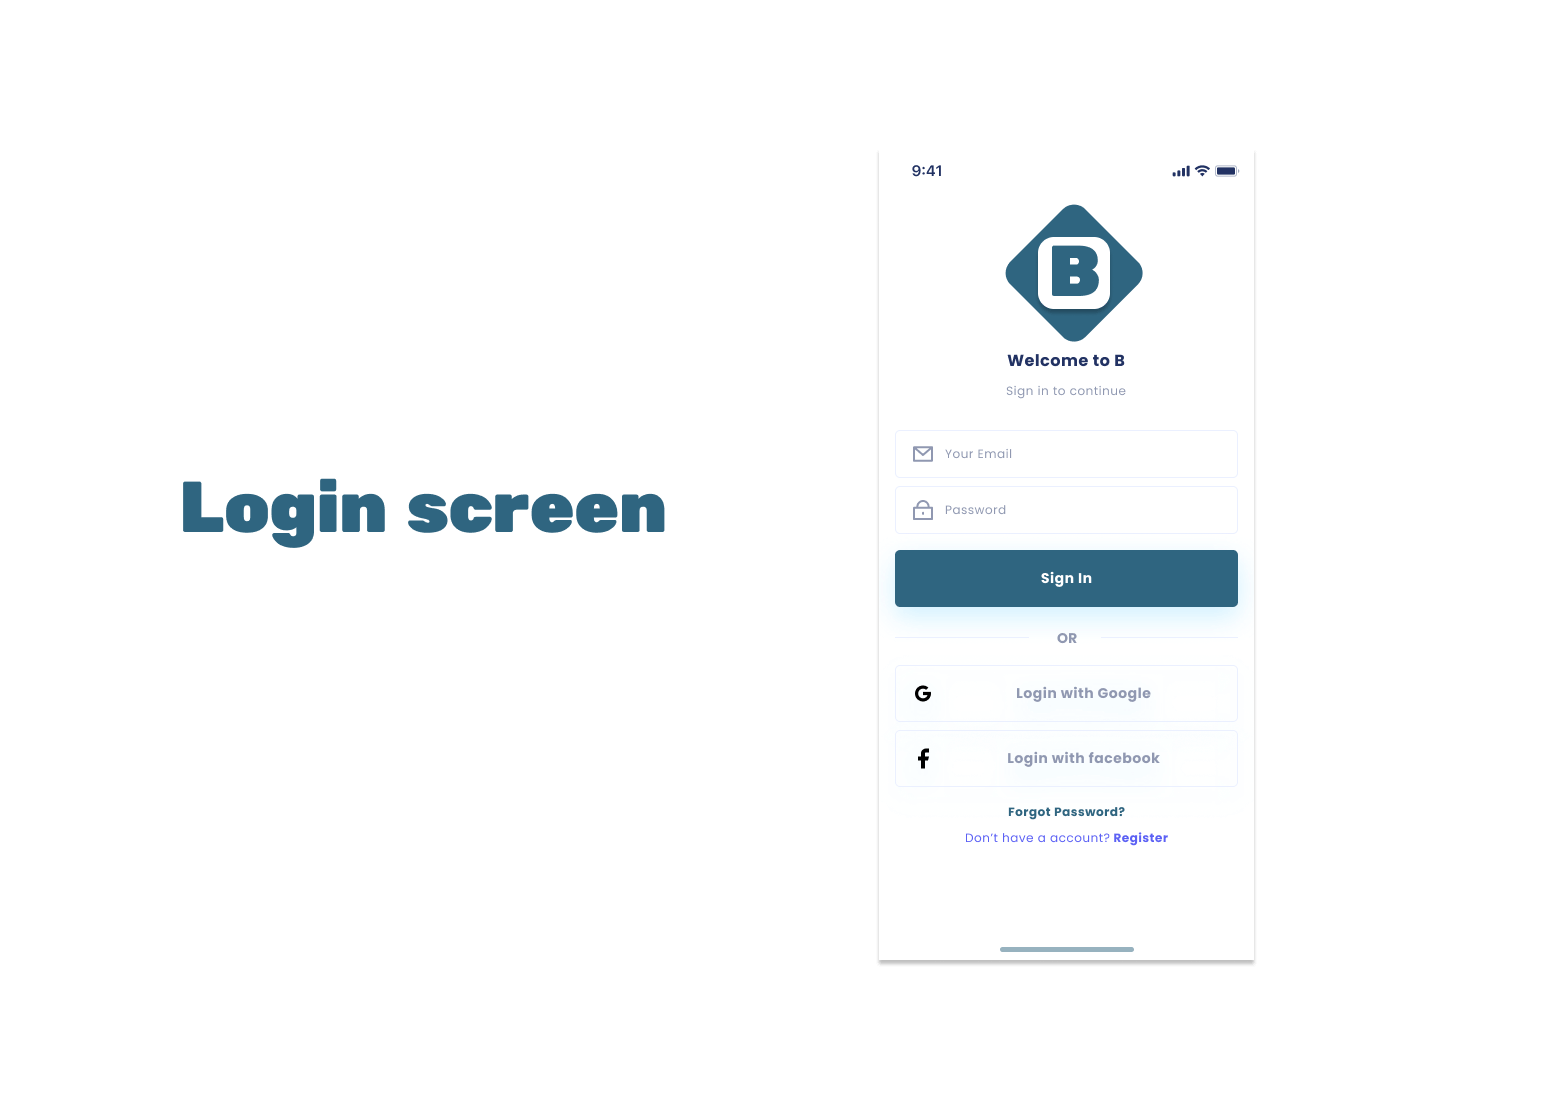 Login screen
9:41
B
Welcome to B
Sign in to continue
Your Email
Password
Sign In
OR
G Login with Google
f Login with facebook
Forgot Password?
Don't have a account? Register